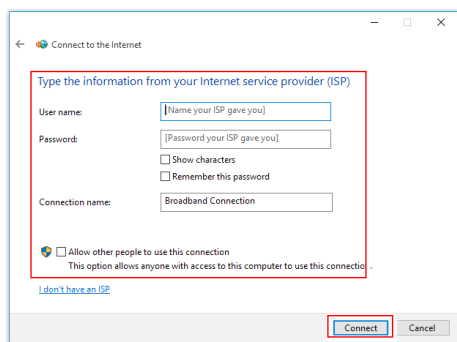 Connect to the Internet
Type the information from your Internet service provider (ISP)
User name:
[Name your ISP gave you]
Password:
[Password your ISP gave you]
Show characters
Remember this password
Connection name:
Broadband Connection
Allow other people to use this connection
This option allows anyone with access to this computer to use this connectio .
I don't have an ISP
Connect
Cancel